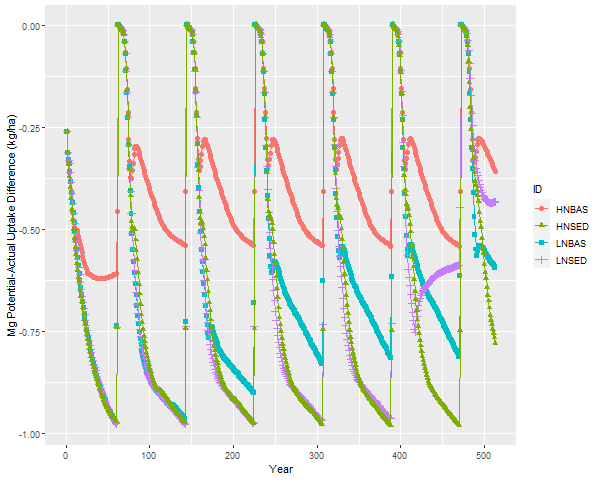 0.00
-0.25
-0.50
-0.75
-1.00
Mg Potential-Actual Uptake Difference (kg/ha)
0
100
200
300
400
500
Year
ID
HNBAS
HNSED
LNBAS
LNSED